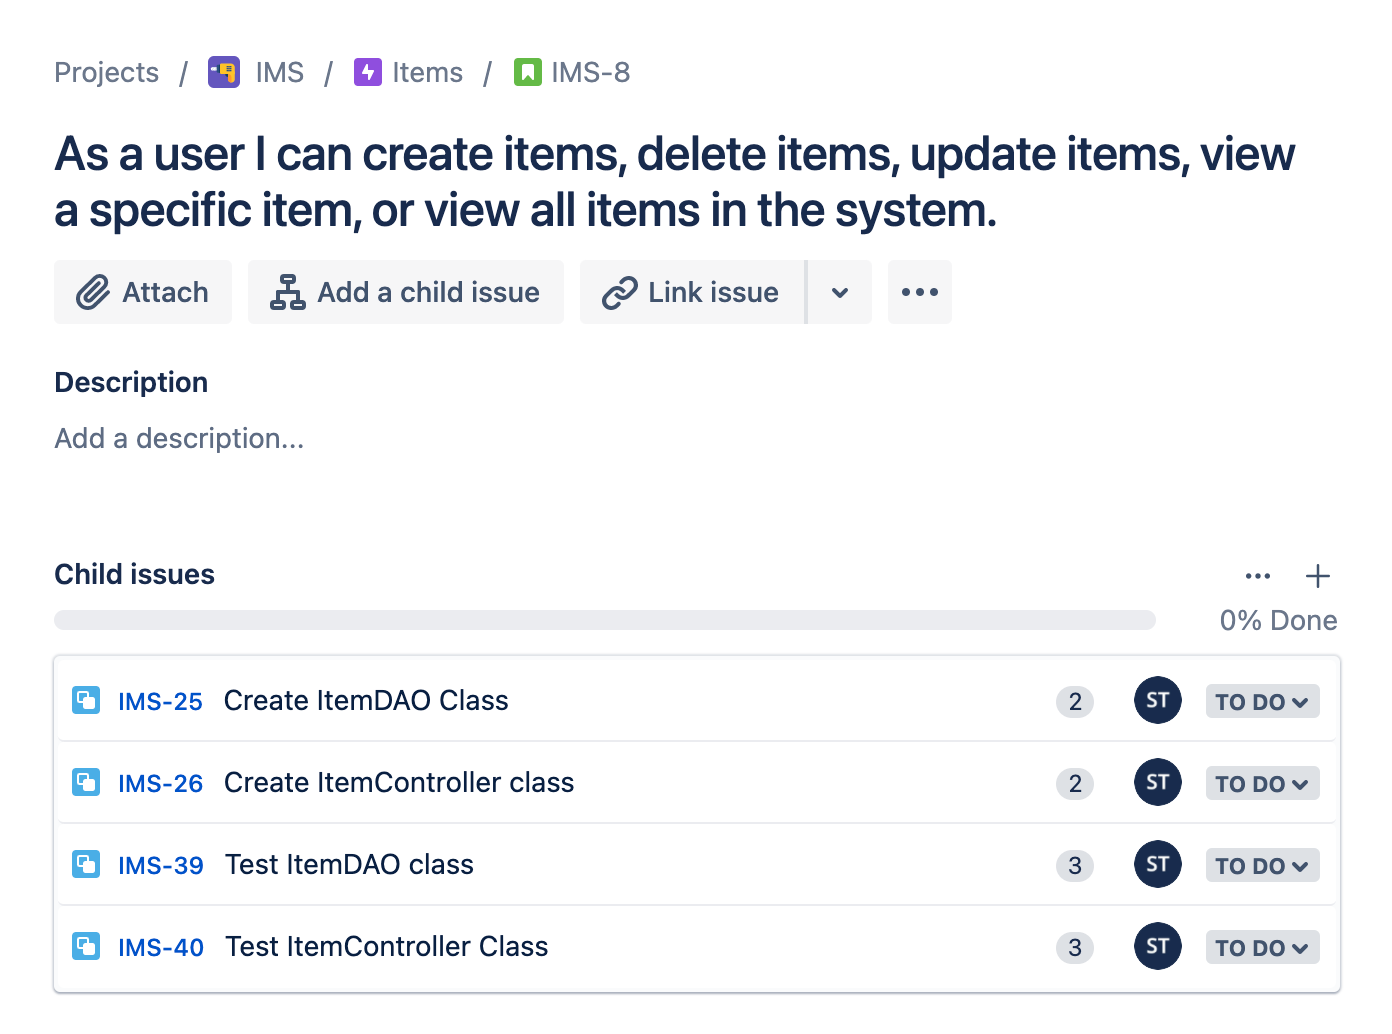 Projects / IMS / Items / IMS-8
As a user I can create items, delete items, update items, view
a specific item, or view all items in the system.
Attach Add a child issue Link issue
Description
Add a description...
Child issues
0% Done
IMS-25 Create ItemDAO Class 2 ST TO DO
IMS-26 Create ItemController class 2 ST TO DO
IMS-39 Test ItemDAO class 3 ST TO DO
IMS-40 Test ItemController Class 3 ST TO DO